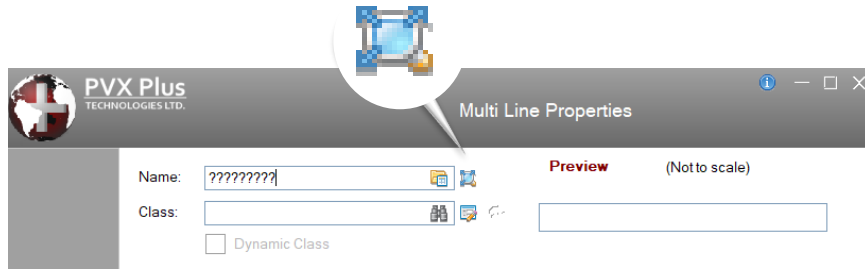 PVX Plus
TECHNOLOGIES LTD.
Multi Line Properties
Name:
?????????
Preview
(Not to scale)
Class:
Dynamic Class